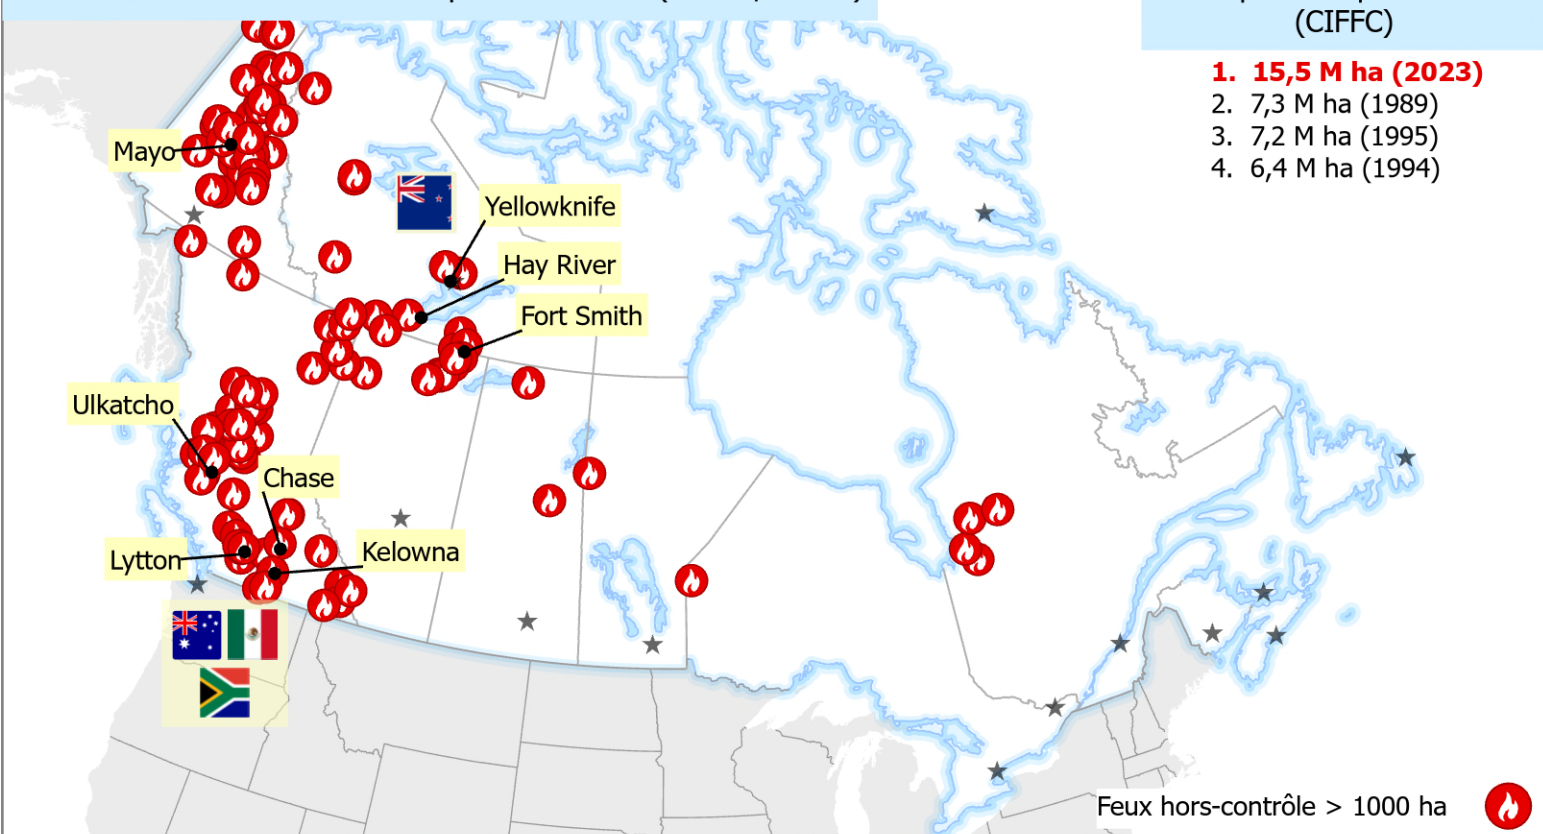 (CIFFC)
1. 15,5 M ha (2023)
2. 7,3 M ha (1989)
3. 7,2 M ha (1995)
4. 6,4 M ha (1994)
Mayo
Yellowknife
Hay River
Fort Smith
Ulkatcho
Chase
Lytton
Kelowna
Feux hors-contrôle > 1000 ha